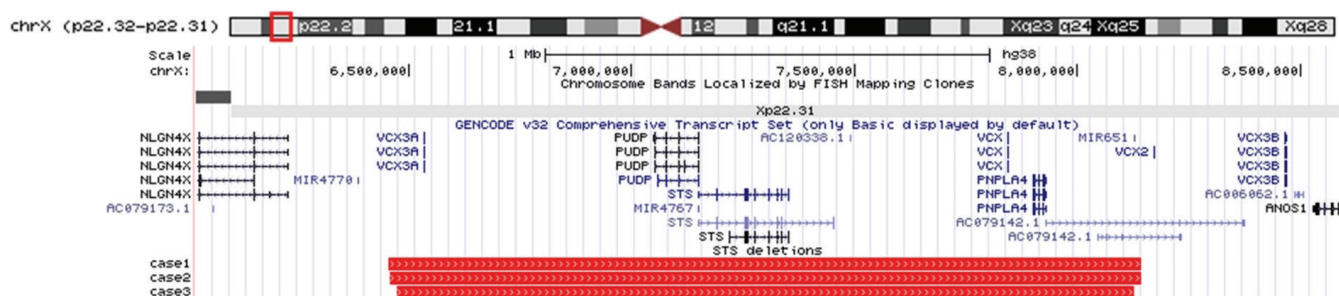 chrX (p22.32-p22.31) p22.2 21.1 12 q21.1 Xq23 q24 Xq25 Xq28
Scale 1 Mb hg38
chrX: 6,500,000| 7,000,000| 7,500,000| 8,000,000| 8,500,000|
Chromosome Bands Localized by FISH Mapping Clones
Xp22.31
GENCODE v32 Comprehensive Transcript Set (only Basic displayed by default)
NLGN4X VCX3A PUDP AC120338.1 VCX MIR651 VCX3B
NLGN4X VCX3A PUDP VCX VCX2 VCX3B
NLGN4X VCX3A PUDP VCX VCX3B
NLGN4X MIR4770 PUDP PNPLA4 VCX3B
NLGN4X STS PNPLA4 AC006062.1
AC079173.1 MIR4767 PNPLA4 ANOS1
STS AC079142.1
STS AC079142.1
STS deletions
case1
case2
case3